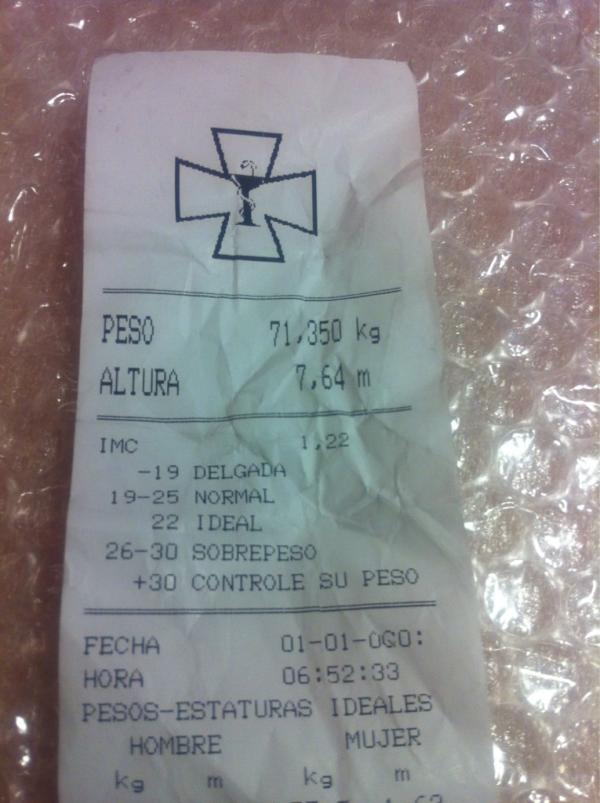 PESO 71,350 kg
ALTURA 7,64 m
IMC 1,22
-19 DELGADA
19-25 NORMAL
22 IDEAL
26-30 SOBREPESO
+30 CONTROLE SU PESO
FECHA 01-01-0G0:
HORA 06:52:33
PESOS-ESTATURAS IDEALES
HOMBRE MUJER
kg m kg m